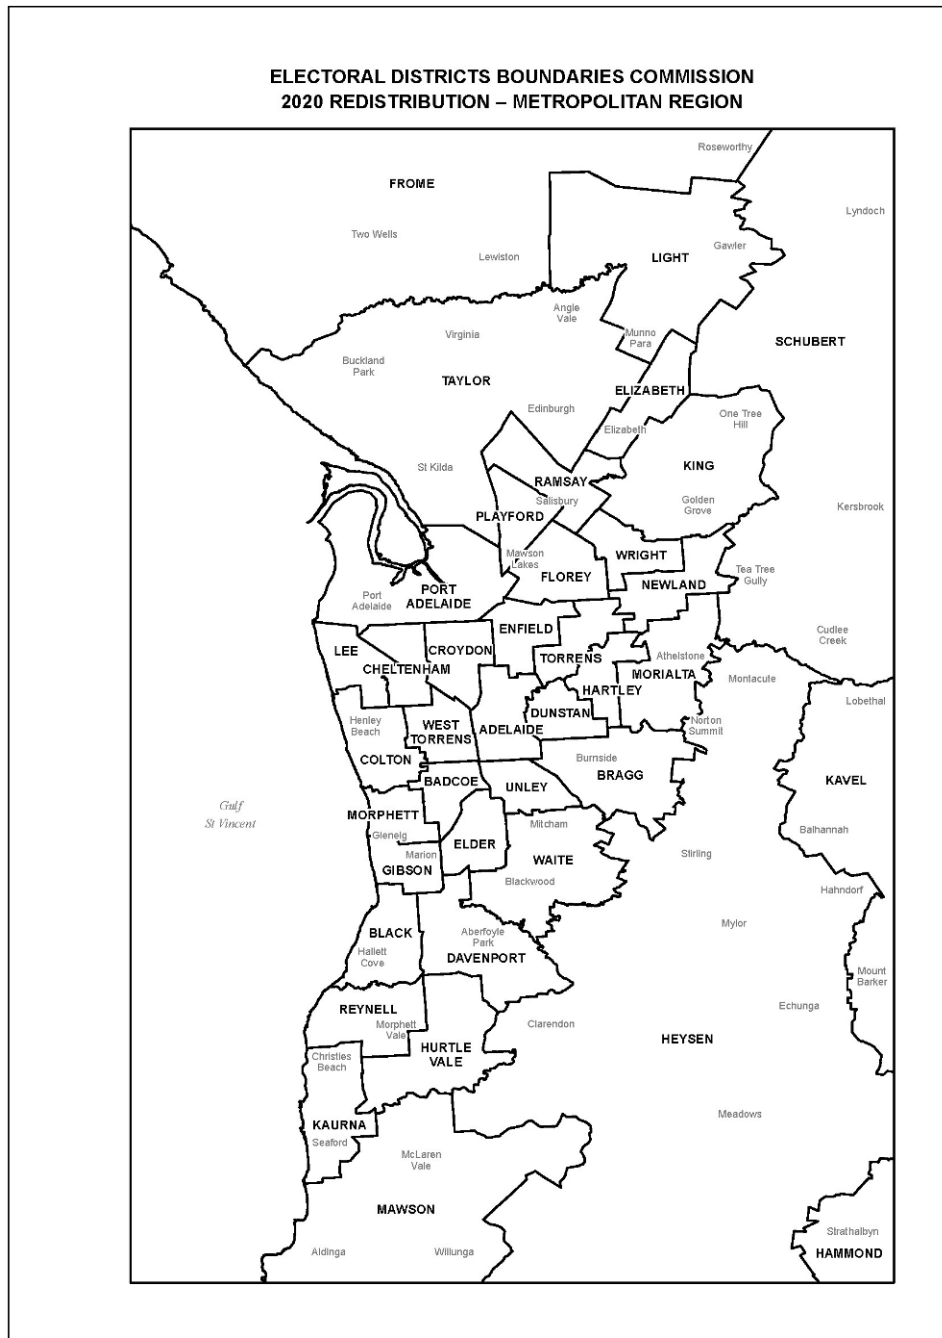 ELECTORAL DISTRICTS BOUNDARIES COMMISSION
2020 REDISTRIBUTION – METROPOLITAN REGION
Roseworthy
FROME
Lyndoch
Two Wells
Gawler
Lewiston
LIGHT
Angle
Vale
Virginia
Munno
Para
SCHUBERT
Buckland
Park
TAYLOR
ELIZABETH
Edinburgh
One Tree
Hill
Elizabeth
St Kilda
KING
RAMSAY
Salisbury
Golden
Grove
Kersbrook
PLAYFORD
Mawson
Lakes
WRIGHT
FLOREY
NEWLAND
Tea Tree
Gully
PORT
ADELAIDE
Port
Adelaide
ENFIELD
Cudlee
Creek
LEE
CROYDON
TORRENS
Athelstone
CHELTENHAM
MORIALTA
Montacute
HARTLEY
Lobethal
DUNSTAN
Henley
Beach
WEST
TORRENS
ADELAIDE
Norton
Summit
COLTON
Burnside
BRAGG
KAVEL
BADCOE
UNLEY
Gulf
St Vincent
MORPHETT
Mitcham
Balhannah
Glenelg
ELDER
Marion
WAITE
Stirling
GIBSON
Blackwood
Hahndorf
Mylor
BLACK
Aberfoyle
Park
Hallett
Cove
DAVENPORT
Mount
Barker
REYNELL
Echunga
Morphett
Vale
Clarendon
HEYSEN
HURTLE
VALE
Christies
Beach
Meadows
KAURNA
Seaford
McLaren
Vale
MAWSON
Strathalbyn
Aldinga
Willunga
HAMMOND